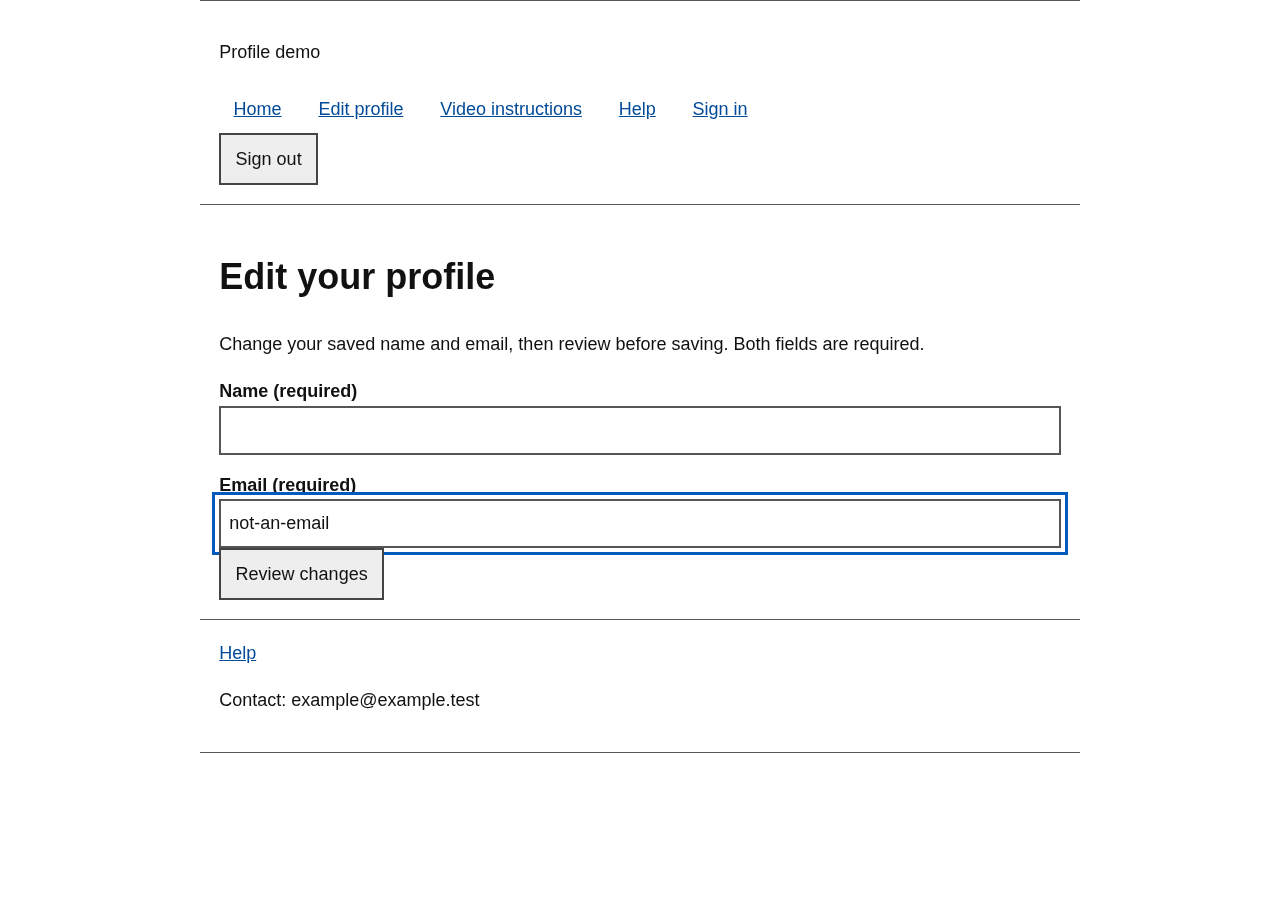 Profile demo
Home Edit profile Video instructions Help Sign in
Sign out
Edit your profile
Change your saved name and email, then review before saving. Both fields are required.
Name (required)
Email (required)
not-an-email
Review changes
Help
Contact: example@example.test